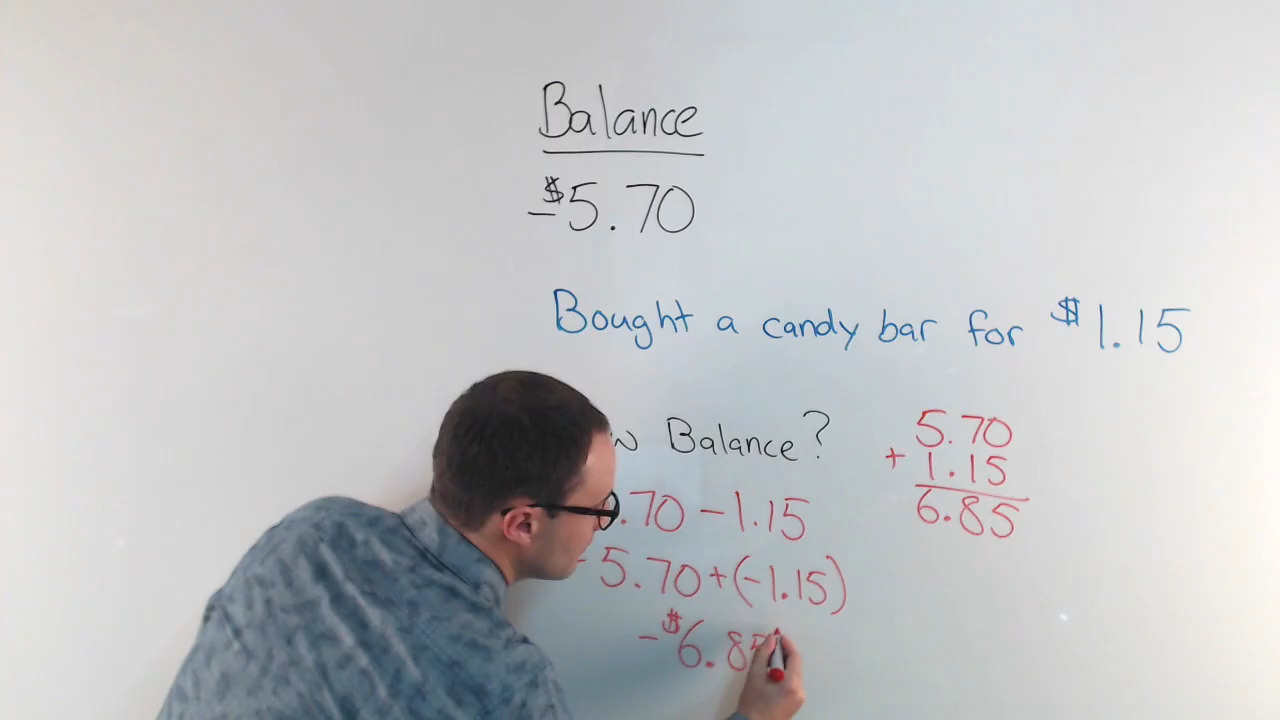 Balance
-$5.70
Bought a candy bar for $1.15
Balance?
.70 - 1.15
-5.70 + (-1.15)
-$6.85
5.70
+ 1.15
6.85